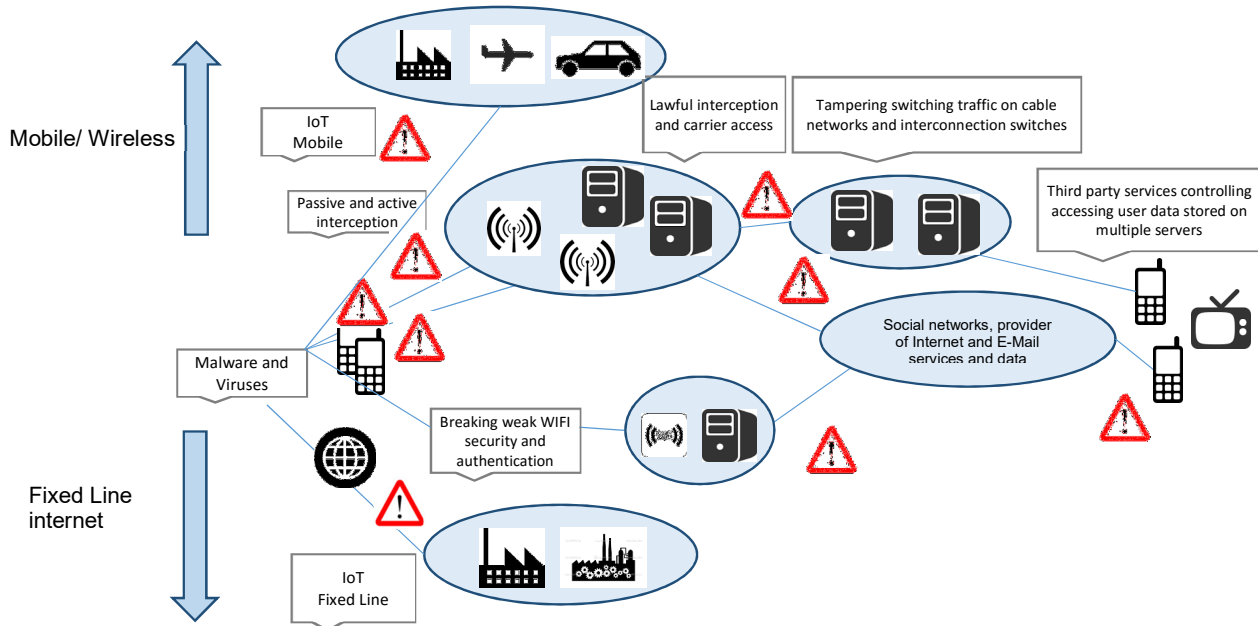 Mobile/ Wireless
IoT
Mobile
Lawful interception
and carrier access
Tampering switching traffic on cable
networks and interconnection switches
Passive and active
interception
Third party services controlling
accessing user data stored on
multiple servers
Social networks, provider
of Internet and E-Mail
services and data
Malware and
Viruses
Breaking weak WIFI
security and
authentication
Fixed Line
internet
IoT
Fixed Line